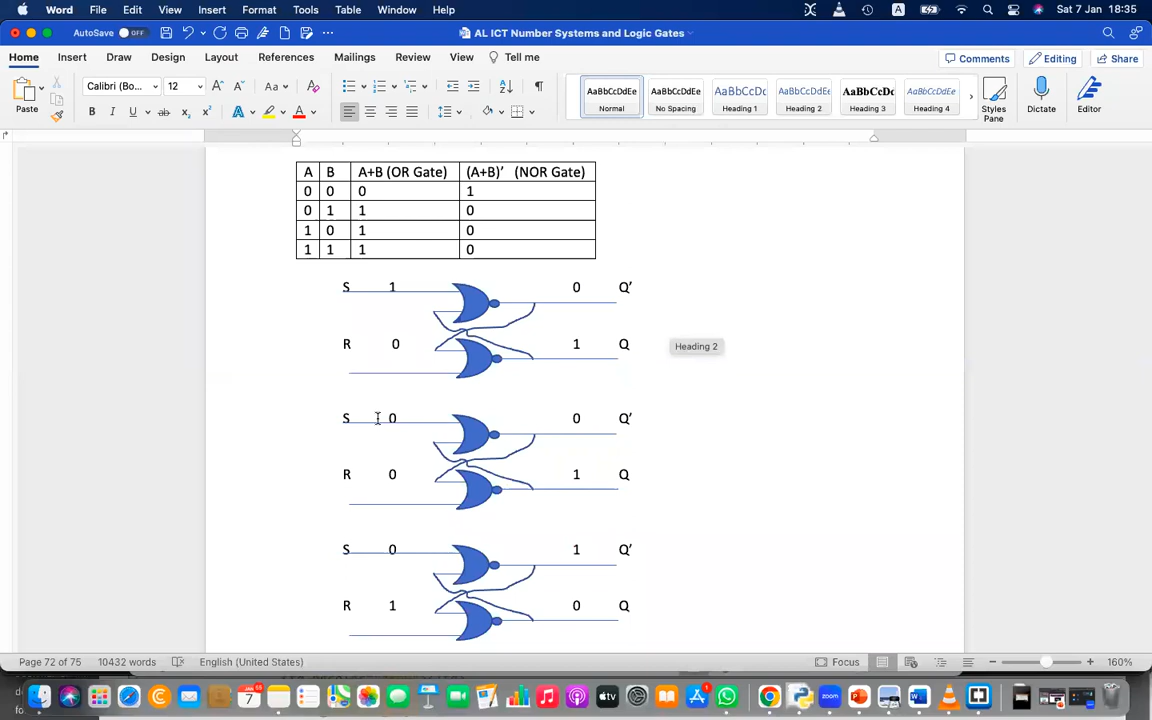 Word File Edit View Insert Format Tools Table Window Help A Sat 7 Jan 18:35
AutoSave OFF AL ICT Number Systems and Logic Gates
Home Insert Draw Design Layout References Mailings Review View Tell me Comments Editing Share
Paste Calibri (Bo... 12 A A Aa A AaBbCcDdEe AaBbCcDdEe AaBbCcDc AaBbCcDdEe AaBbCcDdEe AaBbCcDdEe
B I U ab x₂ x² A A Normal No Spacing Heading 1 Heading 2 Heading 3 Heading 4 Styles Pane Dictate Editor
A B A+B (OR Gate) (A+B)’ (NOR Gate)
0 0 0 1
0 1 1 0
1 0 1 0
1 1 1 0
S 1 0 Q’
R 0 1 Q
Heading 2
S 0 0 Q’
R 0 1 Q
S 0 1 Q’
R 1 0 Q
Page 72 of 75 10432 words English (United States) Focus 160%